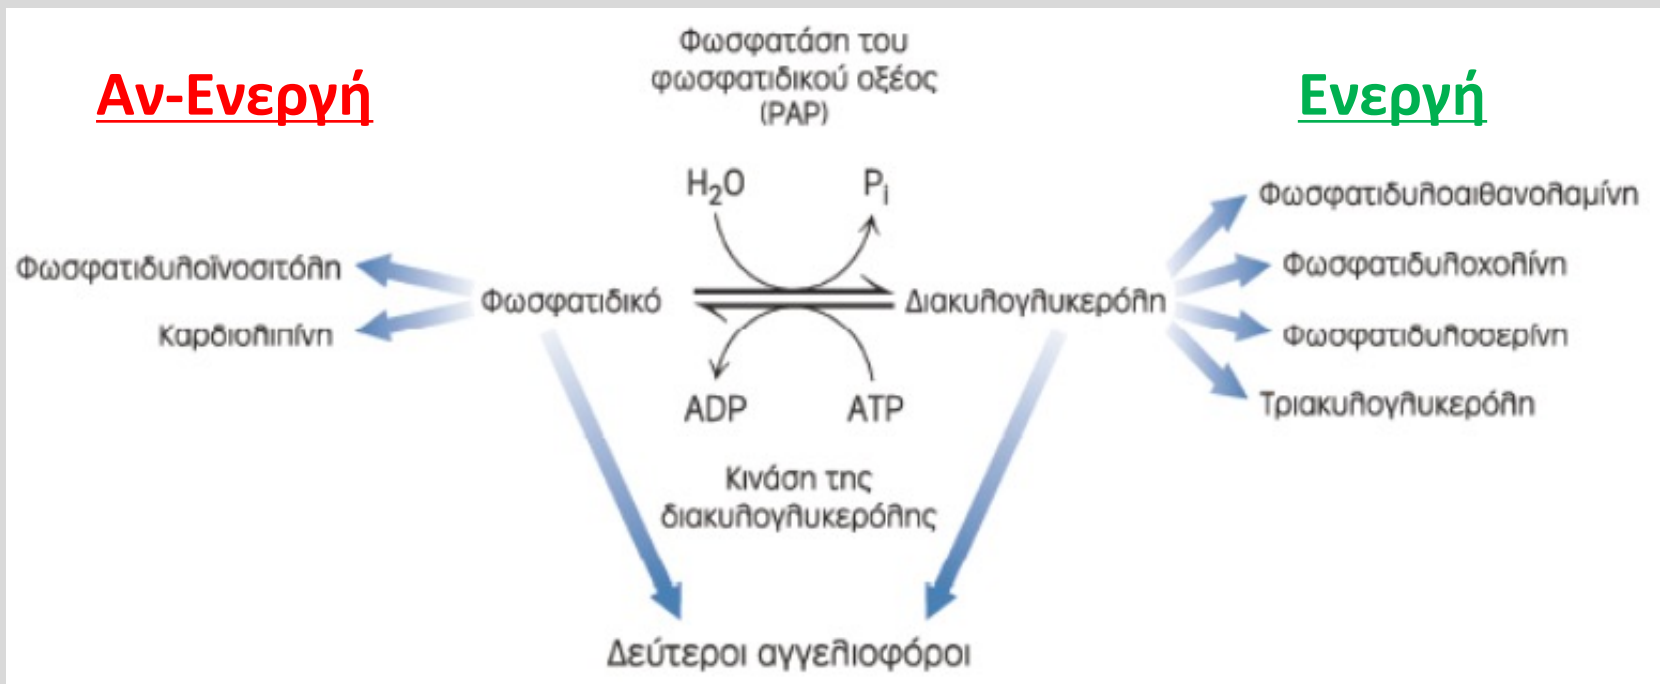 Φωσφατάση του
φωσφατιδικού οξέος
(PAP)
Αν-Ενεργή
Ενεργή
H₂O
Pᵢ
Φωσφατιδυλοαιθανολαμίνη
Φωσφατιδυλοχολίνη
Φωσφατιδυλοϊνοσιτόλη
Φωσφατιδικό
Διακυλογλυκερόλη
Καρδιολιπίνη
Φωσφατιδυλοσερίνη
Τριακυλογλυκερόλη
ADP
ATP
Κινάση της
διακυλογλυκερόλης
Δεύτεροι αγγελιοφόροι